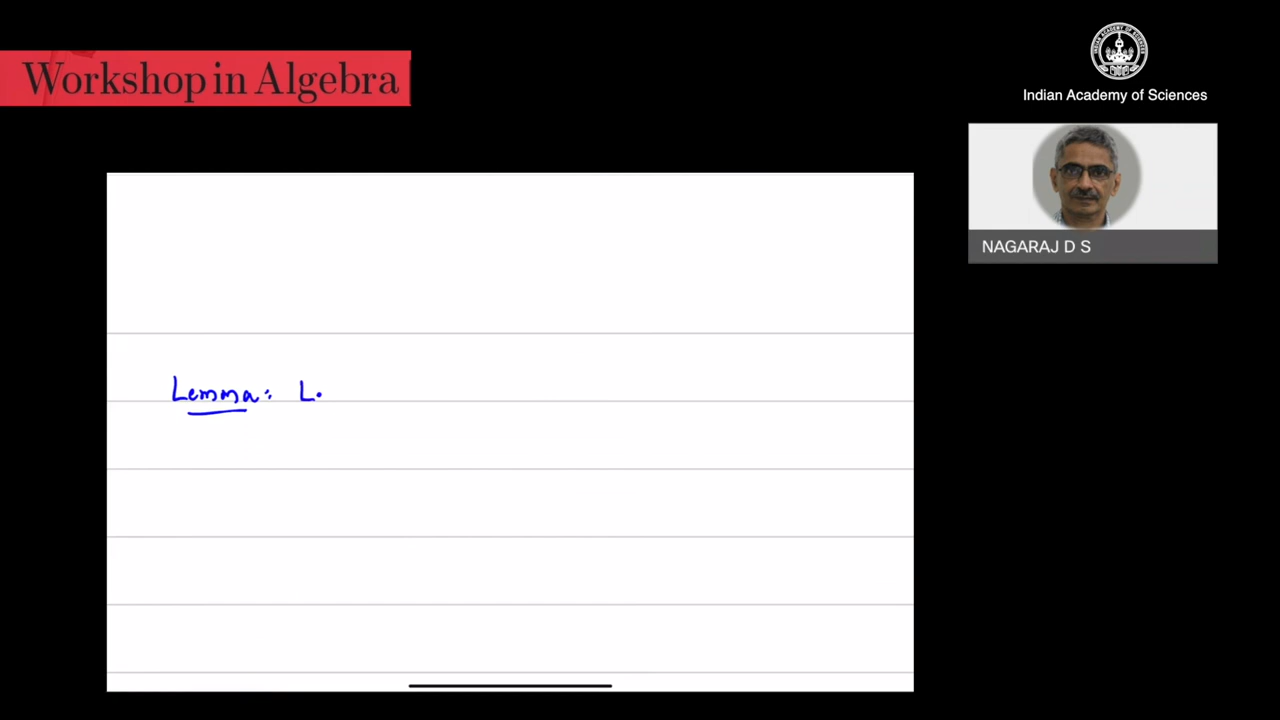 Workshop in Algebra
Indian Academy of Sciences
NAGARAJ D S
Lemma: L